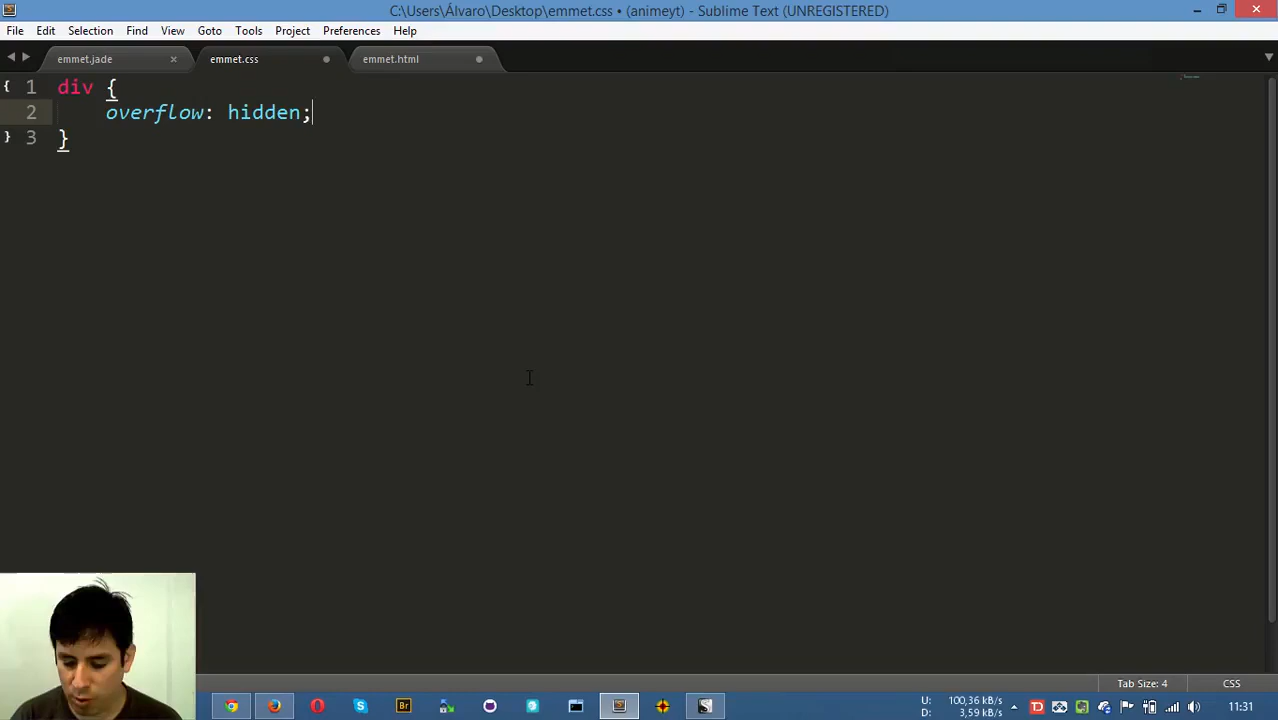 C:\Users\Álvaro\Desktop\emmet.css • (animeyt) - Sublime Text (UNREGISTERED)
File Edit Selection Find View Goto Tools Project Preferences Help
emmet.jade × emmet.css emmet.html
1 div {
2 overflow: hidden;
3 }
Tab Size: 4 CSS
Br
U: 100,36 kB/s
D: 3,59 kB/s
11:31